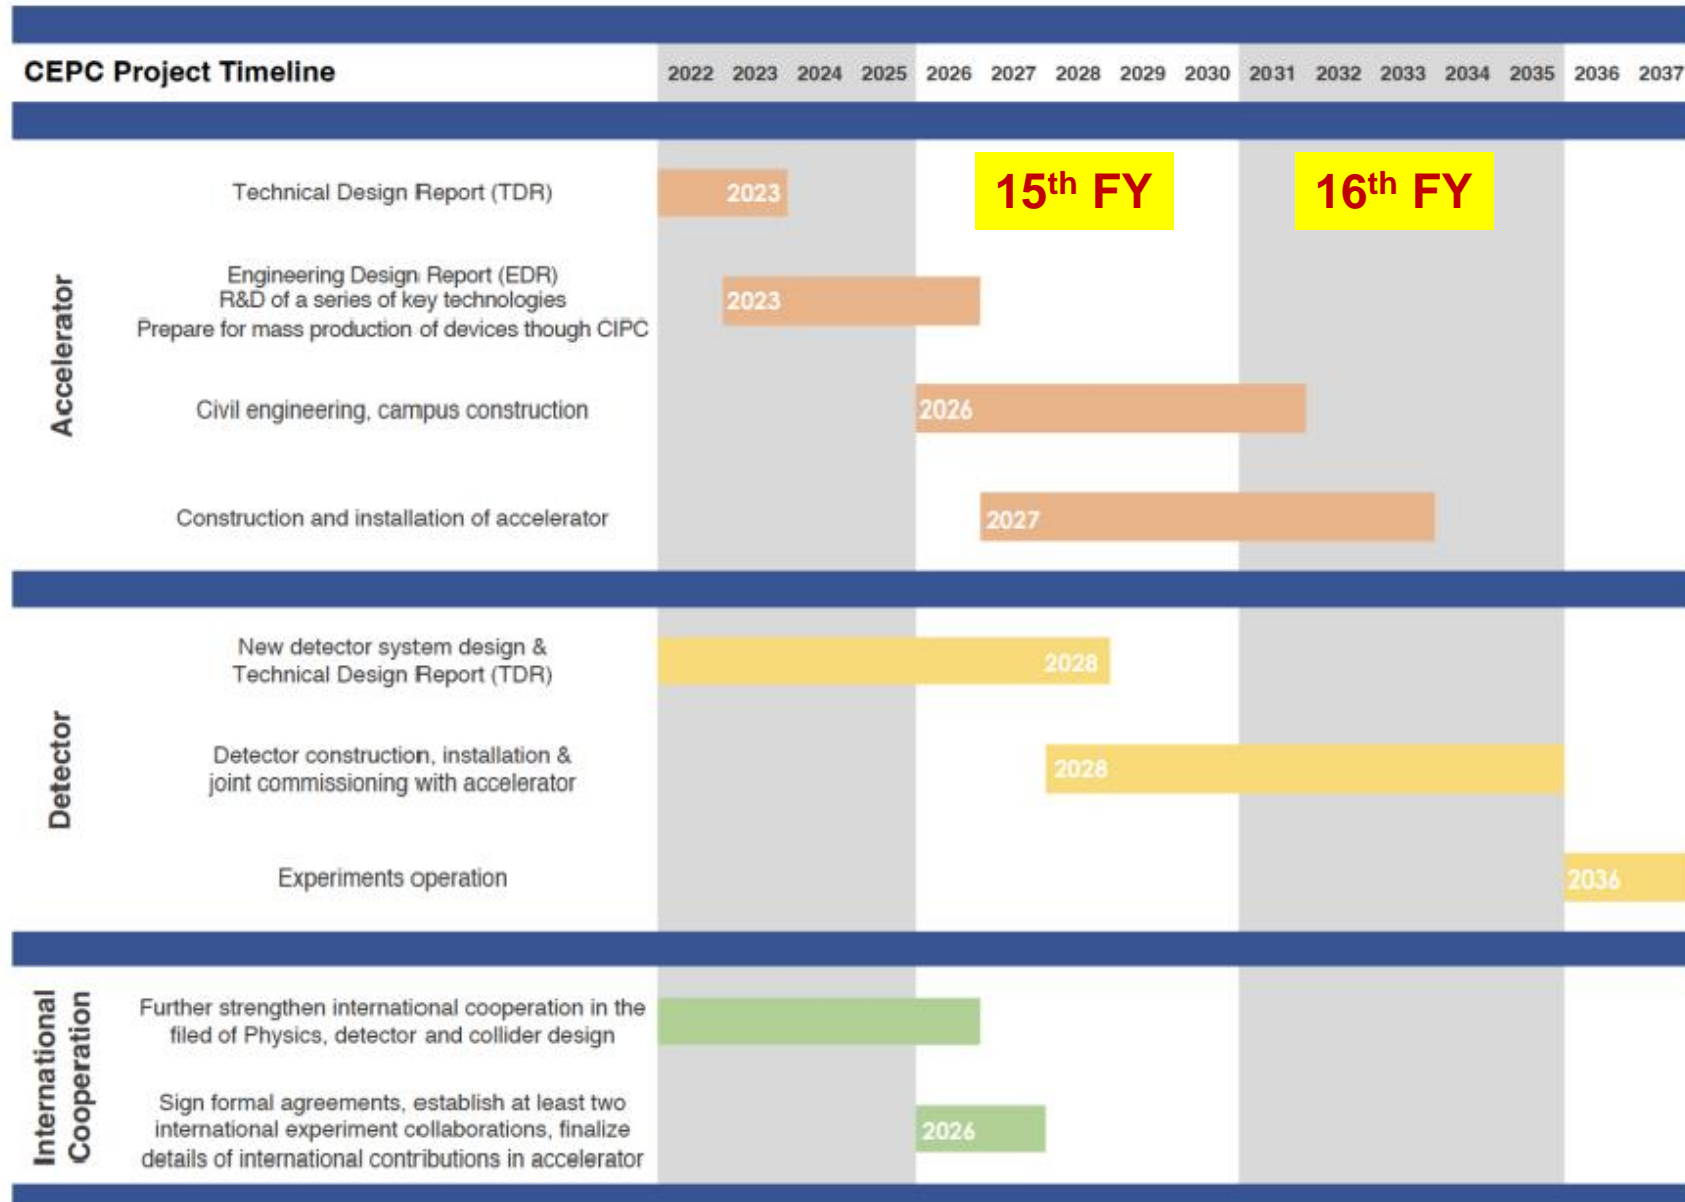 CEPC Project Timeline 2022 2023 2024 2025 2026 2027 2028 2029 2030 2031 2032 2033 2034 2035 2036 2037
15th FY 16th FY
Accelerator
Technical Design Report (TDR)
2023
Engineering Design Report (EDR)
R&D of a series of key technologies
Prepare for mass production of devices though CIPC
2023
Civil engineering, campus construction
2026
Construction and installation of accelerator
2027
Detector
New detector system design &
Technical Design Report (TDR)
2028
Detector construction, installation &
joint commissioning with accelerator
2028
Experiments operation
2036
International
Cooperation
Further strengthen international cooperation in the
filed of Physics, detector and collider design
Sign formal agreements, establish at least two
international experiment collaborations, finalize
details of international contributions in accelerator
2026